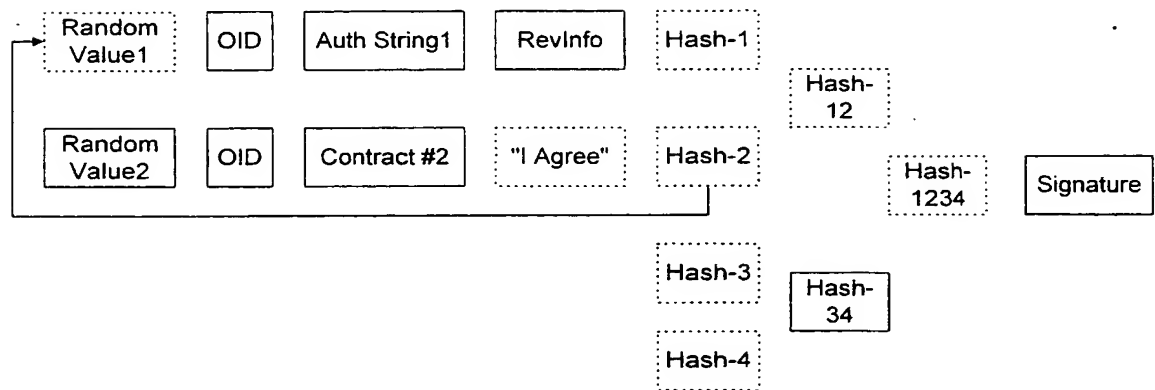 Random
Value1
OID
Auth String1
RevInfo
Hash-1
Hash-
12
Random
Value2
OID
Contract #2
"I Agree"
Hash-2
Hash-
1234
Signature
Hash-3
Hash-
34
Hash-4